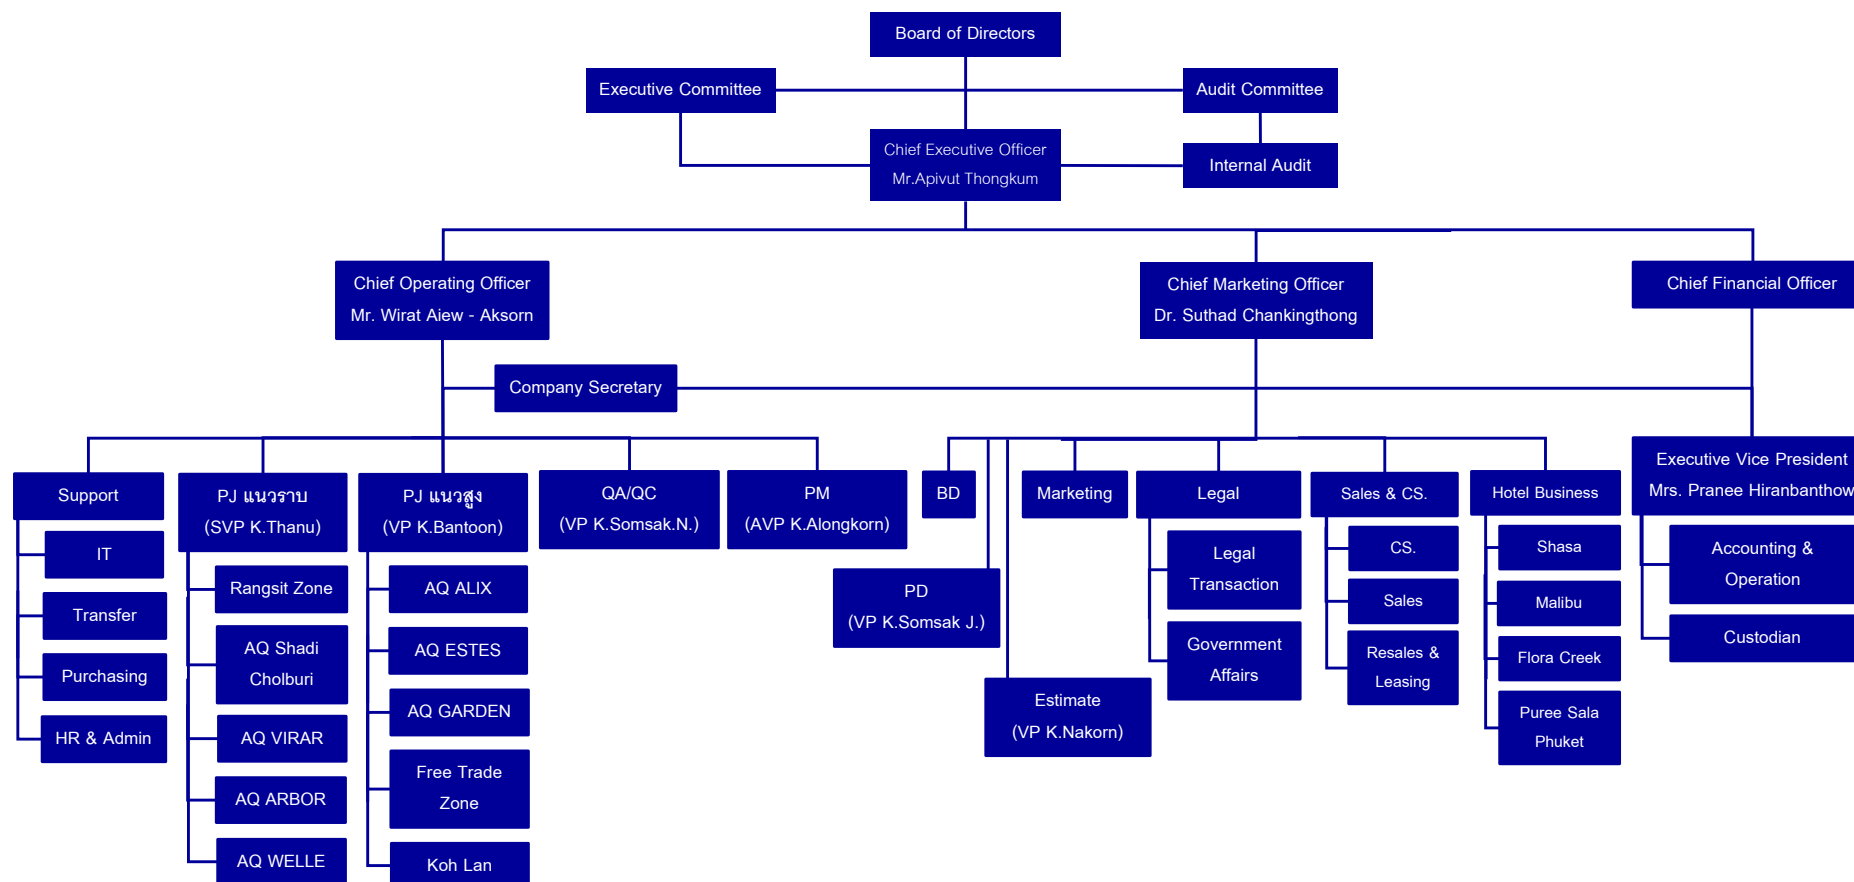 Board of Directors
Executive Committee
Audit Committee
Chief Executive Officer
Mr.Apivut Thongkum
Internal Audit
Chief Operating Officer
Mr. Wirat Aiew - Aksorn
Chief Marketing Officer
Dr. Suthad Chankingthong
Chief Financial Officer
Company Secretary
Support
IT
Transfer
Purchasing
HR & Admin
PJ แนวราบ
(SVP K.Thanu)
Rangsit Zone
AQ Shadi
Cholburi
AQ VIRAR
AQ ARBOR
AQ WELLE
PJ แนวสูง
(VP K.Bantoon)
AQ ALIX
AQ ESTES
AQ GARDEN
Free Trade
Zone
Koh Lan
QA/QC
(VP K.Somsak.N.)
PM
(AVP K.Alongkorn)
BD
PD
(VP K.Somsak J.)
Estimate
(VP K.Nakorn)
Marketing
Legal
Legal
Transaction
Government
Affairs
Sales & CS.
CS.
Sales
Resales &
Leasing
Hotel Business
Shasa
Malibu
Flora Creek
Puree Sala
Phuket
Executive Vice President
Mrs. Pranee Hiranbanthow
Accounting &
Operation
Custodian